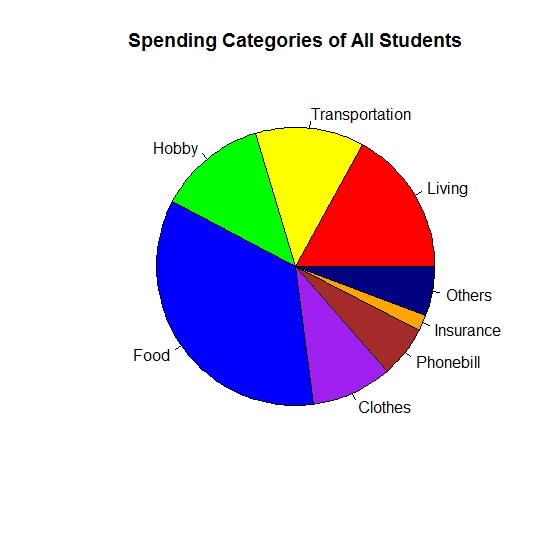 Spending Categories of All Students
Transportation
Hobby
Living
Others
Insurance
Food
Phonebill
Clothes